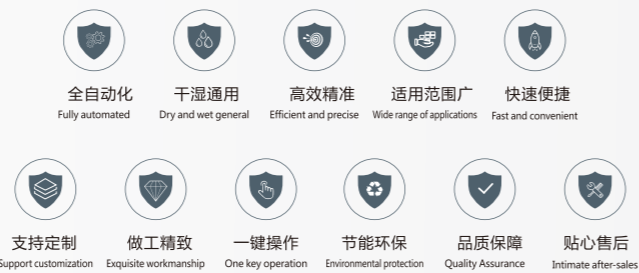 全自动化 干湿通用 高效精准 适用范围广 快速便捷
Fully automated Dry and wet general Efficient and precise Wide range of applications Fast and convenient
支持定制 做工精致 一键操作 节能环保 品质保障 贴心售后
Support customization Exquisite workmanship One key operation Environmental protection Quality Assurance Intimate after-sales